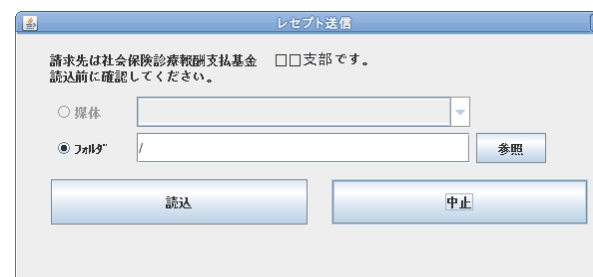 レセプト送信
請求先は社会保険診療報酬支払基金　□□支部です。
読込前に確認してください。
媒体
フォルダ
/
参照
読込
中止